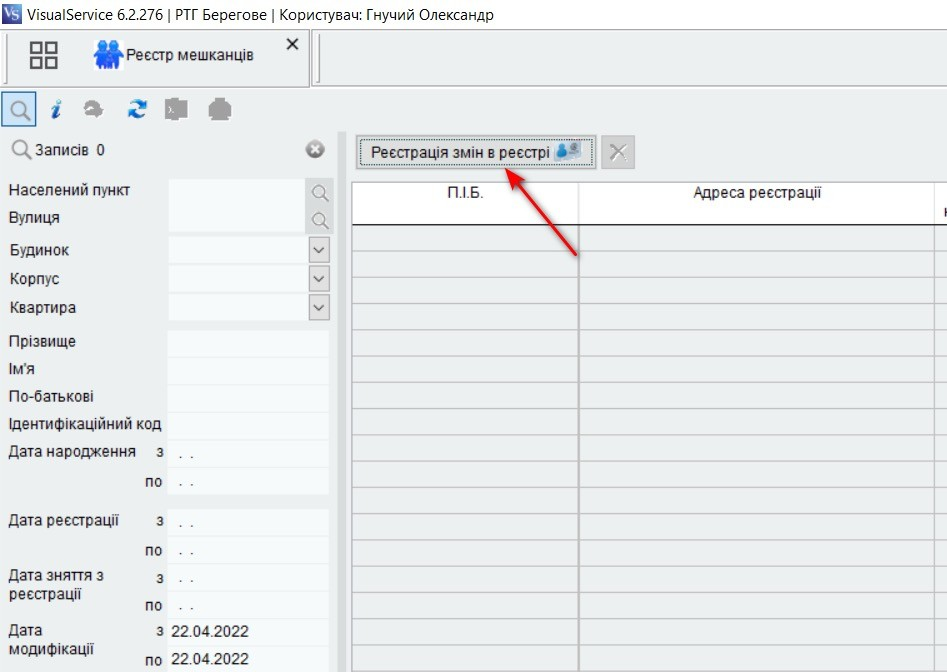 VisualService 6.2.276 | РТГ Берегове | Користувач: Гнучий Олександр
Реєстр мешканців
Записів 0
Реєстрація змін в реєстрі
П.І.Б.
Адреса реєстрації
Населений пункт
Вулиця
Будинок
Корпус
Квартира
Прізвище
Ім'я
По-батькові
Ідентифікаційний код
Дата народження з . .
по . .
Дата реєстрації з . .
по . .
Дата зняття з реєстрації з . .
по . .
Дата модифікації з 22.04.2022
по 22.04.2022